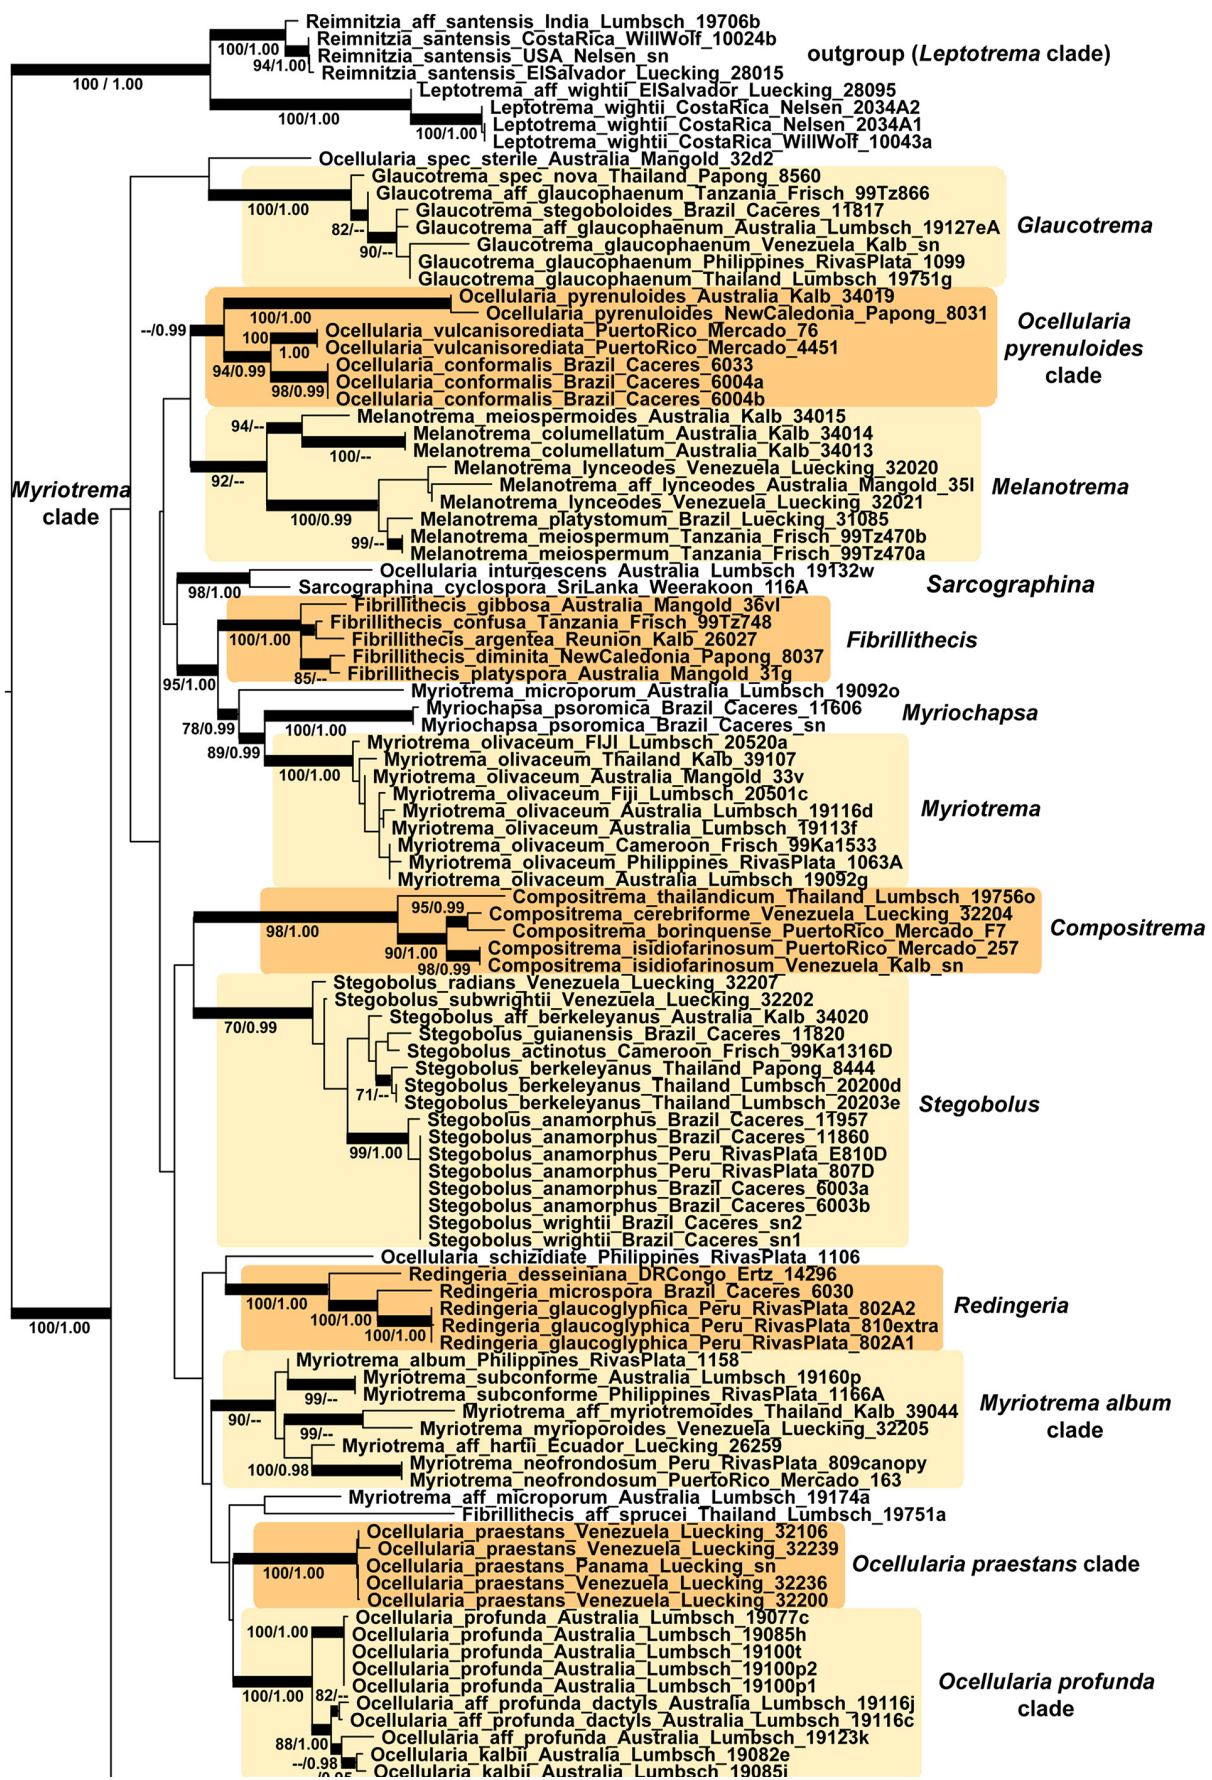 Reimnitzia_aff_santensis_India_Lumbsch_19706b
Reimnitzia_santensis_CostaRica_WillWolf_10024b
100/1.00
Reimnitzia_santensis_USA_Nelsen_sn
outgroup (Leptotrema clade)
94/1.00
Reimnitzia_santensis_ElSalvador_Luecking_28015
100 / 1.00
Leptotrema_aff_wightii_ElSalvador_Luecking_28095
Leptotrema_wightii_CostaRica_Nelsen_2034A2
100/1.00
Leptotrema_wightii_CostaRica_Nelsen_2034A1
100/1.00
Leptotrema_wightii_CostaRica_WillWolf_10043a
Ocellularia_spec_sterile_Australia_Mangold_32d2
Glaucotrema_spec_nova_Thailand_Papong_8560
Glaucotrema_aff_glaucophaenum_Tanzania_Frisch_99Tz866
100/1.00
Glaucotrema_stegoboloides_Brazil_Caceres_11817
82/--
Glaucotrema_aff_glaucophaenum_Australia_Lumbsch_19127eA
Glaucotrema
Glaucotrema_glaucophaenum_Venezuela_Kalb_sn
90/--
Glaucotrema_glaucophaenum_Philippines_RivasPlata_1099
Glaucotrema_glaucophaenum_Thailand_Lumbsch_19751g
Ocellularia_pyrenuloides_Australia_Kalb_34019
100/1.00
Ocellularia_pyrenuloides_NewCaledonia_Papong_8031
--/0.99
Ocellularia_vulcanisorediata_PuertoRico_Mercado_76
100
1.00
Ocellularia_vulcanisorediata_PuertoRico_Mercado_4451
Ocellularia
pyrenuloides
clade
94/0.99
Ocellularia_conformalis_Brazil_Caceres_6033
Ocellularia_conformalis_Brazil_Caceres_6004a
98/0.99
Ocellularia_conformalis_Brazil_Caceres_6004b
Melanotrema_meiospermoides_Australia_Kalb_34015
94/--
Melanotrema_columellatum_Australia_Kalb_34014
100/--
Melanotrema_columellatum_Australia_Kalb_34013
Melanotrema_lynceodes_Venezuela_Luecking_32020
92/--
Melanotrema_aff_lynceodes_Australia_Mangold_35l
Melanotrema
Myriotrema
clade
Melanotrema_lynceodes_Venezuela_Luecking_32021
100/0.99
Melanotrema_platystomum_Brazil_Luecking_31085
Melanotrema_meiospermum_Tanzania_Frisch_99Tz470b
99/--
Melanotrema_meiospermum_Tanzania_Frisch_99Tz470a
Ocellularia_inturgescens_Australia_Lumbsch_19132w
98/1.00
Sarcographina_cyclospora_SriLanka_Weerakoon_116A
Sarcographina
Fibrillithecis_gibbosa_Australia_Mangold_36vl
Fibrillithecis_confusa_Tanzania_Frisch_99Tz748
100/1.00
Fibrillithecis_argentea_Reunion_Kalb_26027
Fibrillithecis
Fibrillithecis_diminita_NewCaledonia_Papong_8037
85/--
Fibrillithecis_platyspora_Australia_Mangold_31g
95/1.00
Myriotrema_microporum_Australia_Lumbsch_19092o
Myriochapsa_psoromica_Brazil_Caceres_11606
Myriochapsa
78/0.99
100/1.00
Myriochapsa_psoromica_Brazil_Caceres_sn
89/0.99
Myriotrema_olivaceum_FIJI_Lumbsch_20520a
Myriotrema_olivaceum_Thailand_Kalb_39107
100/1.00
Myriotrema_olivaceum_Australia_Mangold_33v
Myriotrema_olivaceum_Fiji_Lumbsch_20501c
Myriotrema_olivaceum_Australia_Lumbsch_19116d
Myriotrema
Myriotrema_olivaceum_Australia_Lumbsch_19113f
Myriotrema_olivaceum_Cameroon_Frisch_99Ka1533
Myriotrema_olivaceum_Philippines_RivasPlata_1063A
Myriotrema_olivaceum_Australia_Lumbsch_19092g
Compositrema_thailandicum_Thailand_Lumbsch_19756o
95/0.99
Compositrema_cerebriforme_Venezuela_Luecking_32204
98/1.00
Compositrema_borinquense_PuertoRico_Mercado_F7
Compositrema
90/1.00
Compositrema_isidiofarinosum_PuertoRico_Mercado_257
98/0.99
Compositrema_isidiofarinosum_Venezuela_Kalb_sn
Stegobolus_radians_Venezuela_Luecking_32207
Stegobolus_subwrightii_Venezuela_Luecking_32202
70/0.99
Stegobolus_aff_berkeleyanus_Australia_Kalb_34020
Stegobolus_guianensis_Brazil_Caceres_11820
Stegobolus_actinotus_Cameroon_Frisch_99Ka1316D
Stegobolus_berkeleyanus_Thailand_Papong_8444
Stegobolus_berkeleyanus_Thailand_Lumbsch_20200d
71/--
Stegobolus_berkeleyanus_Thailand_Lumbsch_20203e
Stegobolus
Stegobolus_anamorphus_Brazil_Caceres_11957
Stegobolus_anamorphus_Brazil_Caceres_11860
99/1.00
Stegobolus_anamorphus_Peru_RivasPlata_E810D
Stegobolus_anamorphus_Peru_RivasPlata_807D
Stegobolus_anamorphus_Brazil_Caceres_6003a
Stegobolus_anamorphus_Brazil_Caceres_6003b
Stegobolus_wrightii_Brazil_Caceres_sn2
Stegobolus_wrightii_Brazil_Caceres_sn1
Ocellularia_schizidiate_Philippines_RivasPlata_1106
Redingeria_desseiniana_DRCongo_Ertz_14296
Redingeria_microspora_Brazil_Caceres_6030
100/1.00
Redingeria_glaucoglyphica_Peru_RivasPlata_802A2
Redingeria
100/1.00
Redingeria_glaucoglyphica_Peru_RivasPlata_810extra
100/1.00
100/1.00
Redingeria_glaucoglyphica_Peru_RivasPlata_802A1
Myriotrema_album_Philippines_RivasPlata_1158
Myriotrema_subconforme_Australia_Lumbsch_19160p
99/--
Myriotrema_subconforme_Philippines_RivasPlata_1166A
90/--
Myriotrema_aff_myriotremoides_Thailand_Kalb_39044
Myriotrema album
clade
99/--
Myriotrema_myrioporoides_Venezuela_Luecking_32205
Myriotrema_aff_hartii_Ecuador_Luecking_26259
100/0.98
Myriotrema_neofrondosum_Peru_RivasPlata_809canopy
Myriotrema_neofrondosum_PuertoRico_Mercado_163
Myriotrema_aff_microporum_Australia_Lumbsch_19174a
Fibrillithecis_aff_sprucei_Thailand_Lumbsch_19751a
Ocellularia_praestans_Venezuela_Luecking_32106
Ocellularia_praestans_Venezuela_Luecking_32239
100/1.00
Ocellularia_praestans_Panama_Luecking_sn
Ocellularia praestans clade
Ocellularia_praestans_Venezuela_Luecking_32236
Ocellularia_praestans_Venezuela_Luecking_32200
Ocellularia_profunda_Australia_Lumbsch_19077c
100/1.00
Ocellularia_profunda_Australia_Lumbsch_19085h
Ocellularia_profunda_Australia_Lumbsch_19100t
Ocellularia_profunda_Australia_Lumbsch_19100p2
Ocellularia_profunda_Australia_Lumbsch_19100p1
Ocellularia profunda
clade
100/1.00
82/--
Ocellularia_aff_profunda_dactyls_Australia_Lumbsch_19116j
Ocellularia_aff_profunda_dactyls_Australia_Lumbsch_19116c
88/1.00
Ocellularia_aff_profunda_Australia_Lumbsch_19123k
--/0.98
Ocellularia_kalbii_Australia_Lumbsch_19082e
Ocellularia_kalbii_Australia_Lumbsch_19085i